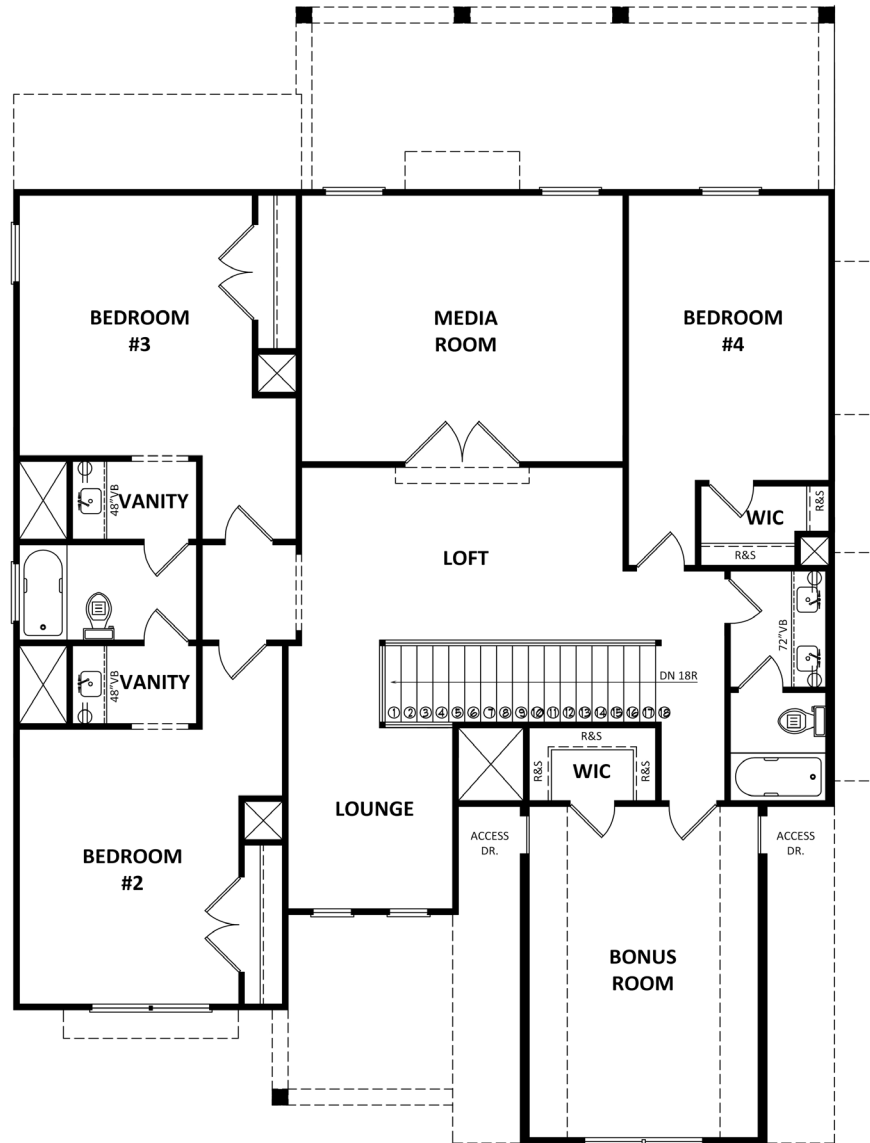 BEDROOM
#3
MEDIA
ROOM
BEDROOM
#4
48"VB
VANITY
WIC
R&S
R&S
LOFT
72"VB
48"VB
VANITY
DN 18R
1 2 3 4 5 6 7 8 9 10 11 12 13 14 15 16 17 18
R&S
R&S
WIC
R&S
LOUNGE
ACCESS
DR.
ACCESS
DR.
BEDROOM
#2
BONUS
ROOM